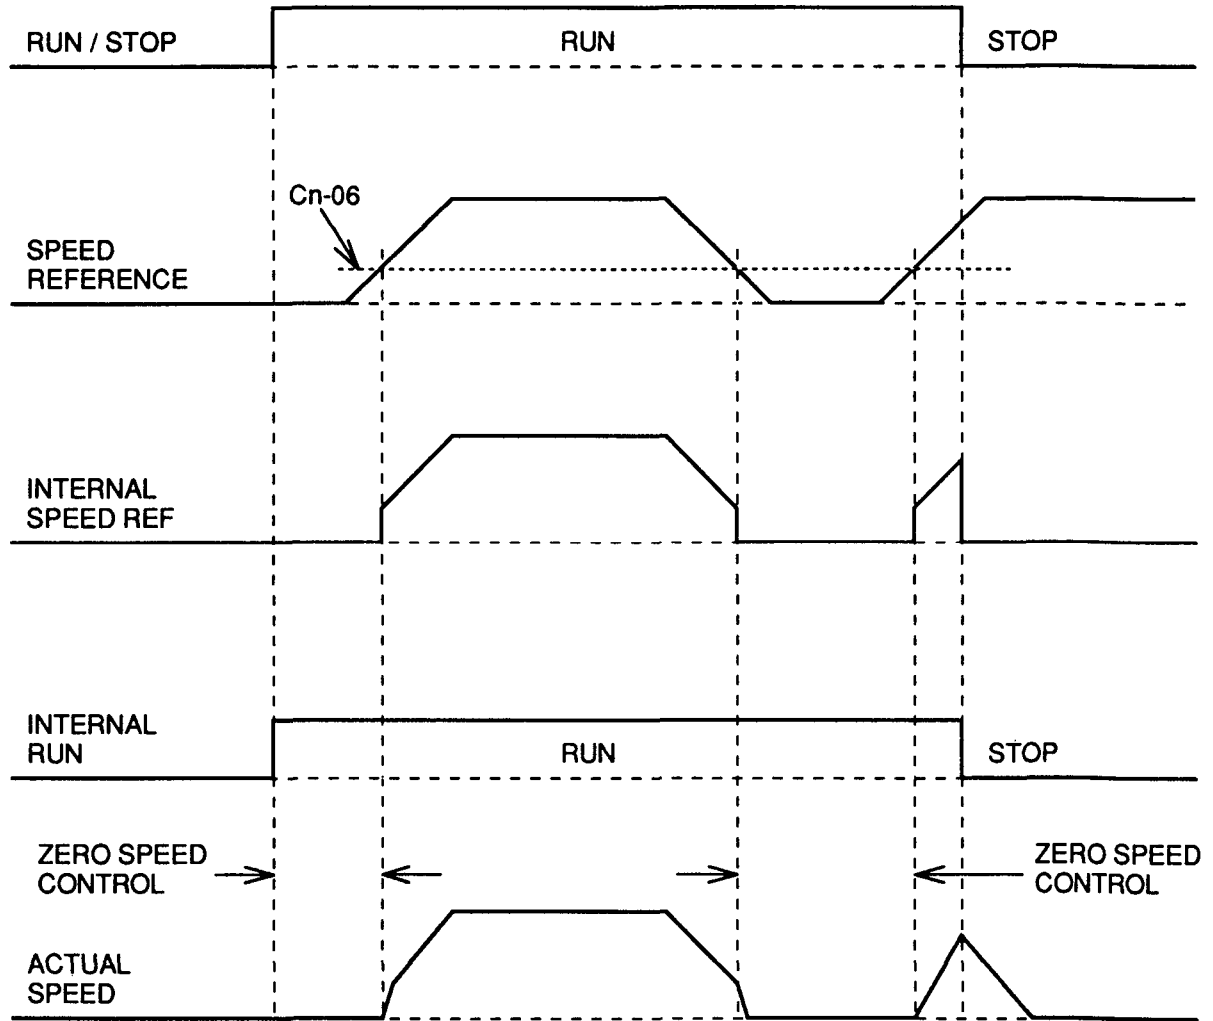 RUN / STOP
RUN
STOP
Cn-06
SPEED
REFERENCE
INTERNAL
SPEED REF
INTERNAL
RUN
RUN
STOP
ZERO SPEED
CONTROL
ZERO SPEED
CONTROL
ACTUAL
SPEED